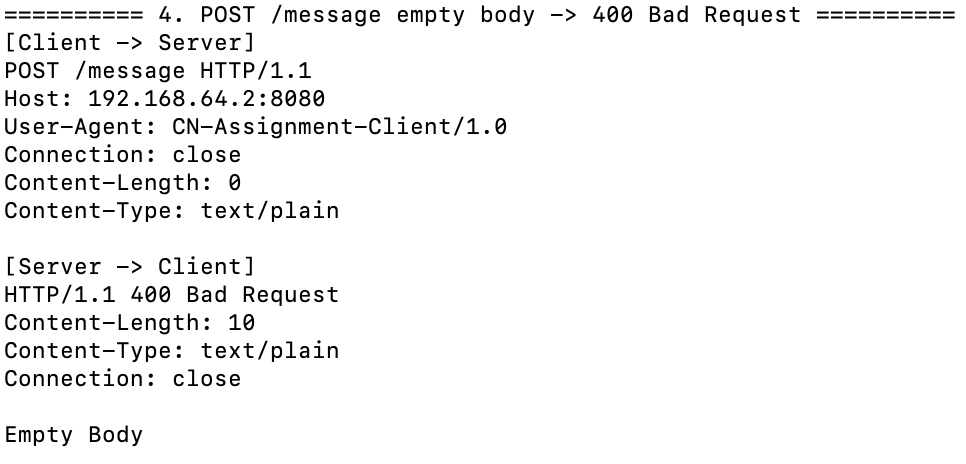 ========== 4. POST /message empty body -> 400 Bad Request ==========
[Client -> Server]
POST /message HTTP/1.1
Host: 192.168.64.2:8080
User-Agent: CN-Assignment-Client/1.0
Connection: close
Content-Length: 0
Content-Type: text/plain

[Server -> Client]
HTTP/1.1 400 Bad Request
Content-Length: 10
Content-Type: text/plain
Connection: close

Empty Body